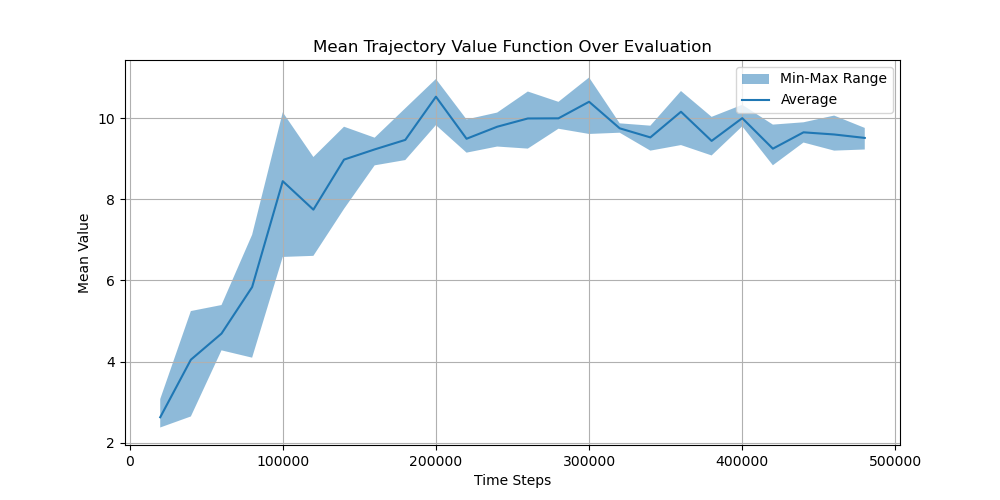 Mean Trajectory Value Function Over Evaluation
Min-Max Range
Average
10
8
6
4
2
Mean Value
0
100000
200000
300000
400000
500000
Time Steps